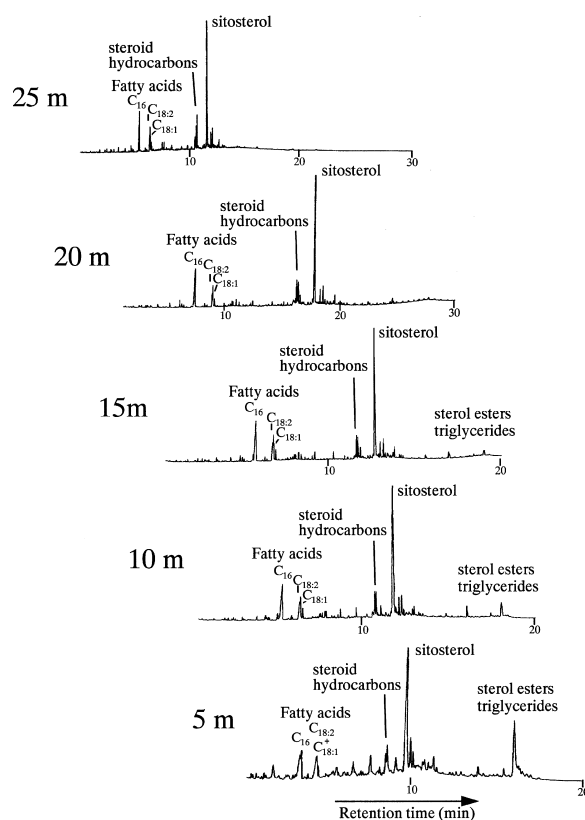 sitosterol
steroid
hydrocarbons
Fatty acids
C16 C18:2
C18:1
25 m
10 20 30
sitosterol
steroid
hydrocarbons
Fatty acids
C16 C18:2
C18:1
20 m
10 20 30
sitosterol
steroid
hydrocarbons
Fatty acids
C16 C18:2
C18:1
sterol esters
triglycerides
15m
10 20
sitosterol
steroid
hydrocarbons
Fatty acids
C16 C18:2
C18:1
sterol esters
triglycerides
10 m
10 20
sitosterol
steroid
hydrocarbons
Fatty acids
C18:2
C16 +
C18:1
sterol esters
triglycerides
5 m
10 20
Retention time (min)